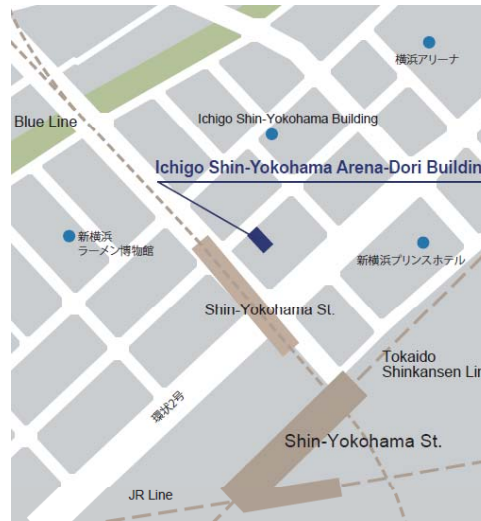 横浜アリーナ
Blue Line
Ichigo Shin-Yokohama Building
Ichigo Shin-Yokohama Arena-Dori Buildin
新横浜
ラーメン博物館
新横浜プリンスホテル
Shin-Yokohama St.
Tokaido
Shinkansen Lin
環状2号
Shin-Yokohama St.
JR Line